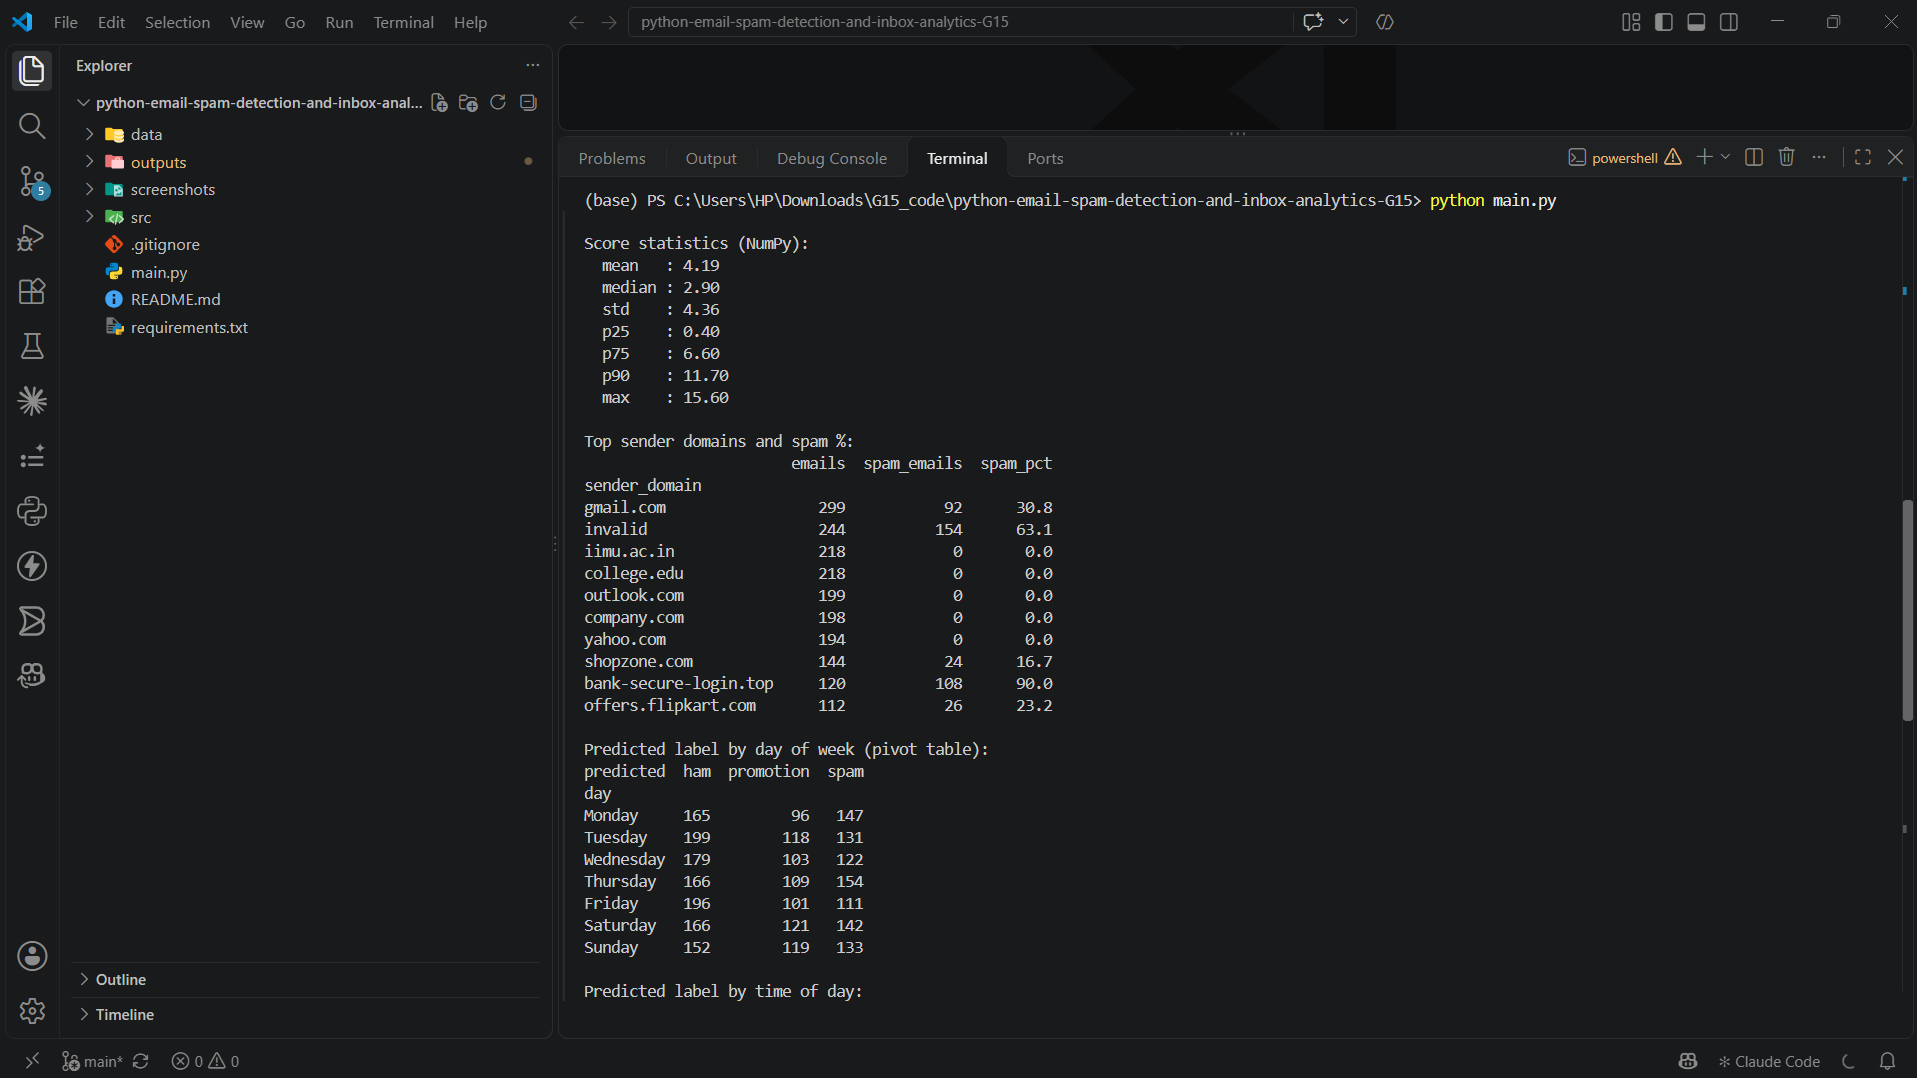 File Edit Selection View Go Run Terminal Help
python-email-spam-detection-and-inbox-analytics-G15
Explorer
python-email-spam-detection-and-inbox-anal...
data
outputs
screenshots
src
.gitignore
main.py
README.md
requirements.txt
5
Outline
Timeline
Problems Output Debug Console Terminal Ports
powershell
(base) PS C:\Users\HP\Downloads\G15_code\python-email-spam-detection-and-inbox-analytics-G15> python main.py
Score statistics (NumPy):
mean : 4.19
median : 2.90
std : 4.36
p25 : 0.40
p75 : 6.60
p90 : 11.70
max : 15.60
Top sender domains and spam %:
emails spam_emails spam_pct
sender_domain
gmail.com 299 92 30.8
invalid 244 154 63.1
iimu.ac.in 218 0 0.0
college.edu 218 0 0.0
outlook.com 199 0 0.0
company.com 198 0 0.0
yahoo.com 194 0 0.0
shopzone.com 144 24 16.7
bank-secure-login.top 120 108 90.0
offers.flipkart.com 112 26 23.2
Predicted label by day of week (pivot table):
predicted ham promotion spam
day
Monday 165 96 147
Tuesday 199 118 131
Wednesday 179 103 122
Thursday 166 109 154
Friday 196 101 111
Saturday 166 121 142
Sunday 152 119 133
Predicted label by time of day:
main* 0 0
Claude Code